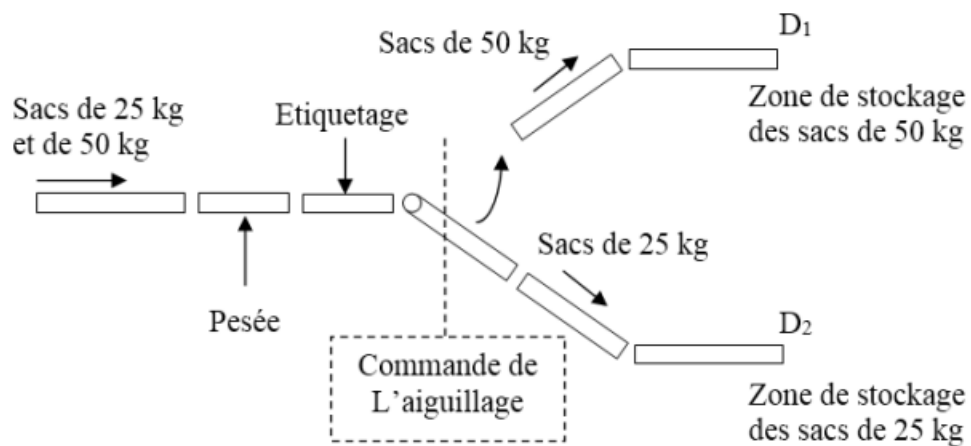 D₁
Sacs de 50 kg
Sacs de 25 kg
et de 50 kg
Etiquetage
Zone de stockage
des sacs de 50 kg
Sacs de 25 kg
Pesée
D₂
Commande de
L'aiguillage
Zone de stockage
des sacs de 25 kg